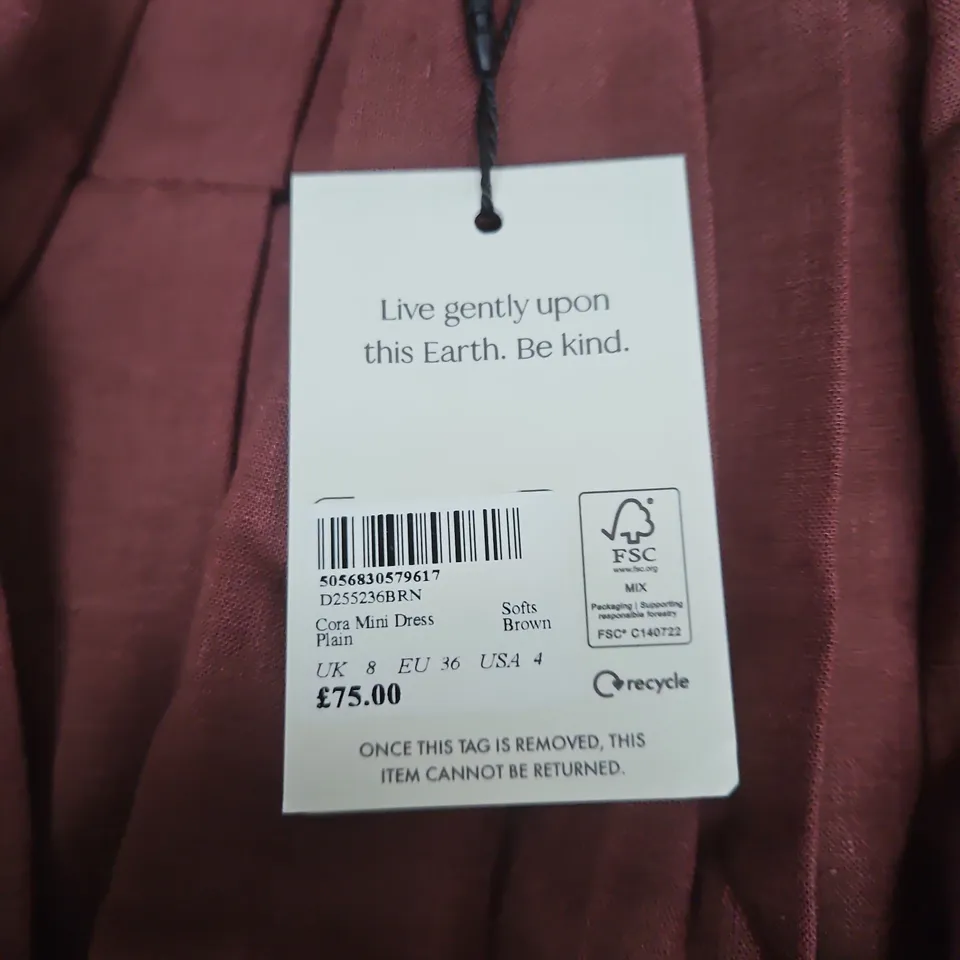 Live gently upon
this Earth. Be kind.
5056830579617
D255236BRN
Cora Mini Dress Softs
Plain Brown
UK 8 EU 36 USA 4
£75.00
FSC
www.fsc.org
MIX
Packaging | Supporting
responsible forestry
FSC® C140722
recycle
ONCE THIS TAG IS REMOVED, THIS
ITEM CANNOT BE RETURNED.